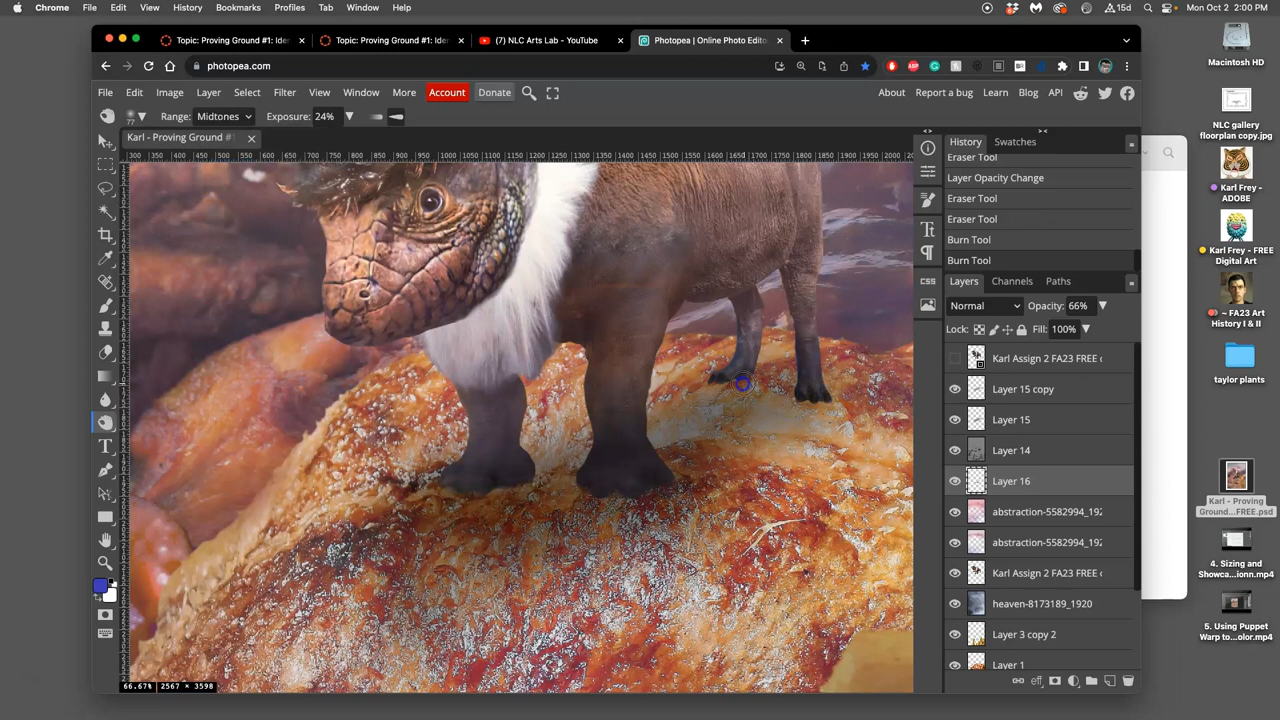 Chrome File Edit View History Bookmarks Profiles Tab Window Help 15d Mon Oct 2 2:00 PM
Topic: Proving Ground #1: Ide Topic: Proving Ground #1: Ide (7) NLC Arts Lab - YouTube Photopea | Online Photo Edit
photopea.com
File Edit Image Layer Select Filter View Window More Account Donate About Report a bug Learn Blog API
77 Range: Midtones Exposure: 24%
Karl - Proving Ground #1
History Swatches
Eraser Tool
Layer Opacity Change
Eraser Tool
Eraser Tool
Burn Tool
Burn Tool
Layers Channels Paths
Normal Opacity: 66%
Lock: Fill: 100%
Karl Assign 2 FA23 FREE c
Layer 15 copy
Layer 15
Layer 14
Layer 16
abstraction-5582994_192
abstraction-5582994_192
Karl Assign 2 FA23 FREE c
heaven-8173189_1920
Layer 3 copy 2
Layer 1
CSS
66.67% 2567 × 3598
Macintosh HD
NLC gallery
floorplan copy.jpg
Karl Frey -
ADOBE
Karl Frey - FREE
Digital Art
~ FA23 Art
History I & II
taylor plants
Karl - Proving
Ground...FREE.psd
4. Sizing and
Showca...ionn.mp4
5. Using Puppet
Warp to...olor.mp4